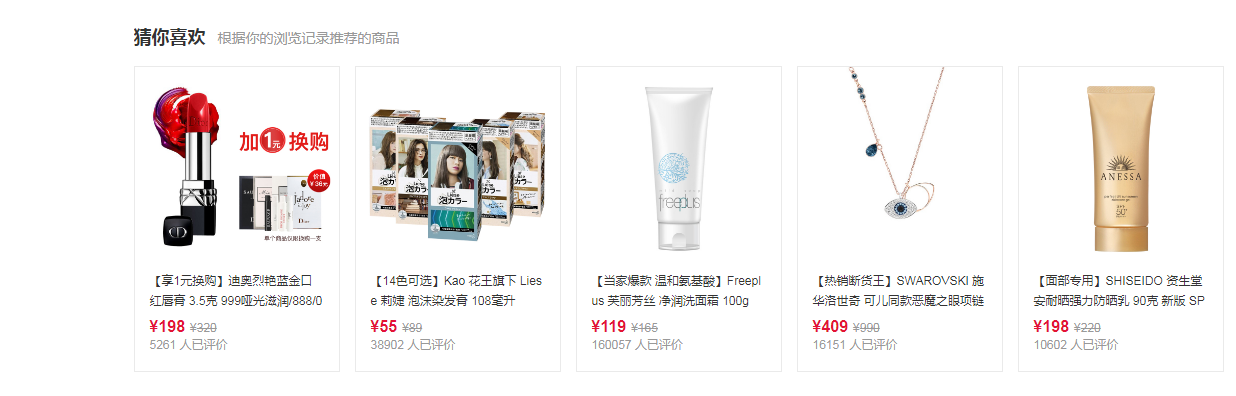 猜你喜欢 根据你的浏览记录推荐的商品
加1元换购
价值
¥36元
J'adore
Dior
单个商品仅限换购一支
【享1元换购】迪奥烈艳蓝金口
红唇膏 3.5克 999哑光滋润/888/0
¥198 ¥320
5261 人已评价
Liese
泡カラー
【14色可选】Kao 花王旗下 Lies
e 莉婕 泡沫染发膏 108毫升
¥55 ¥89
38902 人已评价
freeplus
【当家爆款 温和氨基酸】Freepl
us 芙丽芳丝 净润洗面霜 100g
¥119 ¥165
160057 人已评价
【热销断货王】SWAROVSKI 施
华洛世奇 可儿同款恶魔之眼项链
¥409 ¥990
16151 人已评价
ANESSA
50+
【面部专用】SHISEIDO 资生堂
安耐晒强力防晒乳 90克 新版 SP
¥198 ¥220
10602 人已评价